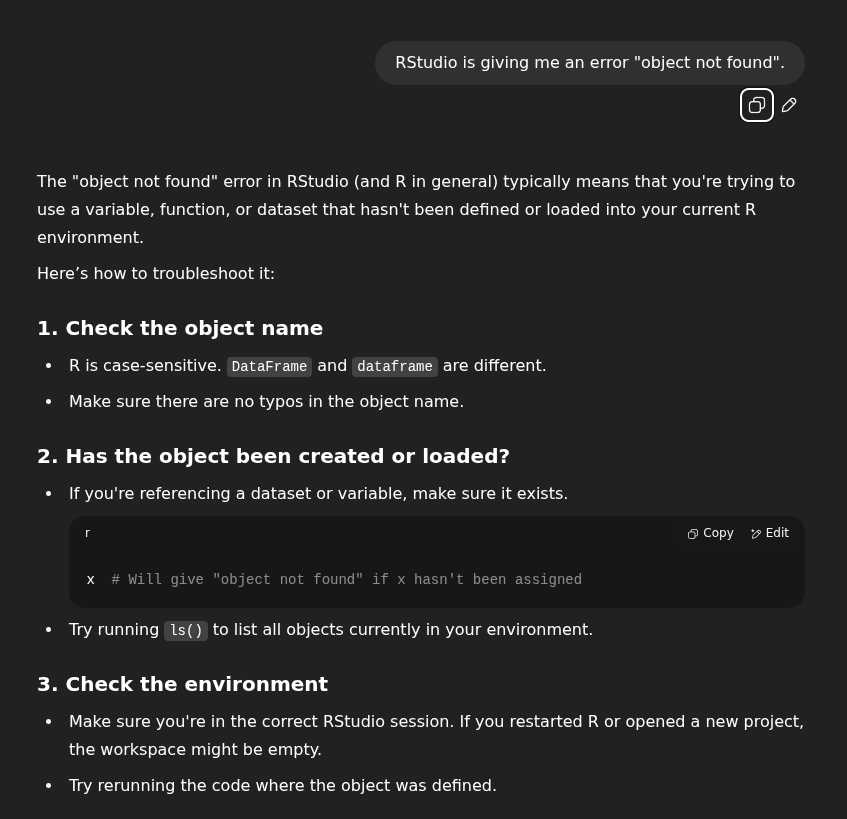 RStudio is giving me an error "object not found".
The "object not found" error in RStudio (and R in general) typically means that you're trying to
use a variable, function, or dataset that hasn't been defined or loaded into your current R
environment.
Here’s how to troubleshoot it:
1. Check the object name
• R is case-sensitive. DataFrame and dataframe are different.
• Make sure there are no typos in the object name.
2. Has the object been created or loaded?
• If you're referencing a dataset or variable, make sure it exists.
r Copy Edit
x  # Will give "object not found" if x hasn't been assigned
• Try running ls() to list all objects currently in your environment.
3. Check the environment
• Make sure you're in the correct RStudio session. If you restarted R or opened a new project,
the workspace might be empty.
• Try rerunning the code where the object was defined.